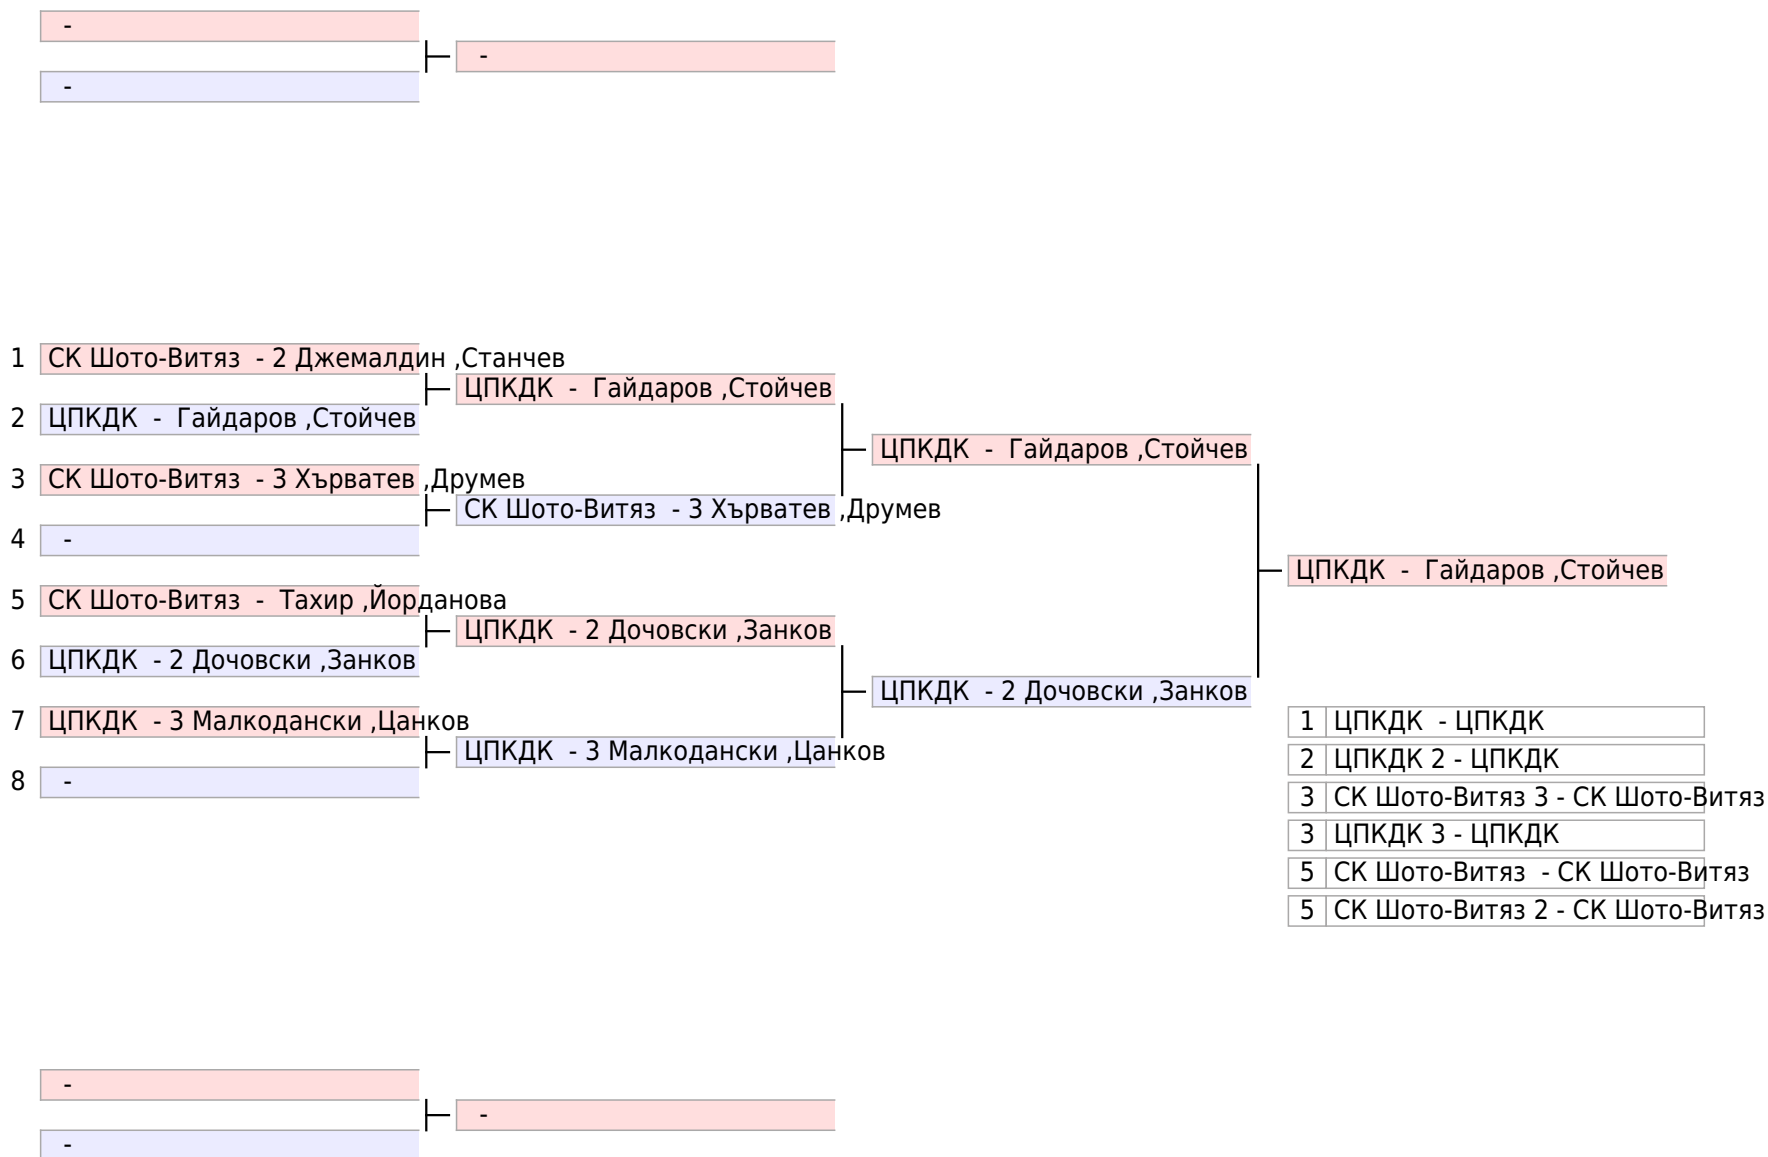 -
-
-
1 СК Шото-Витяз - 2 Джемалдин ,Станчев
ЦПКДК - Гайдаров ,Стойчев
2 ЦПКДК - Гайдаров ,Стойчев
ЦПКДК - Гайдаров ,Стойчев
3 СК Шото-Витяз - 3 Хърватев ,Друмев
СК Шото-Витяз - 3 Хърватев ,Друмев
4 -
ЦПКДК - Гайдаров ,Стойчев
5 СК Шото-Витяз - Тахир ,Йорданова
ЦПКДК - 2 Дочовски ,Занков
6 ЦПКДК - 2 Дочовски ,Занков
ЦПКДК - 2 Дочовски ,Занков
7 ЦПКДК - 3 Малкодански ,Цанков
ЦПКДК - 3 Малкодански ,Цанков
8 -
1 ЦПКДК - ЦПКДК
2 ЦПКДК 2 - ЦПКДК
3 СК Шото-Витяз 3 - СК Шото-Витяз
3 ЦПКДК 3 - ЦПКДК
5 СК Шото-Витяз - СК Шото-Витяз
5 СК Шото-Витяз 2 - СК Шото-Витяз
-
-
-